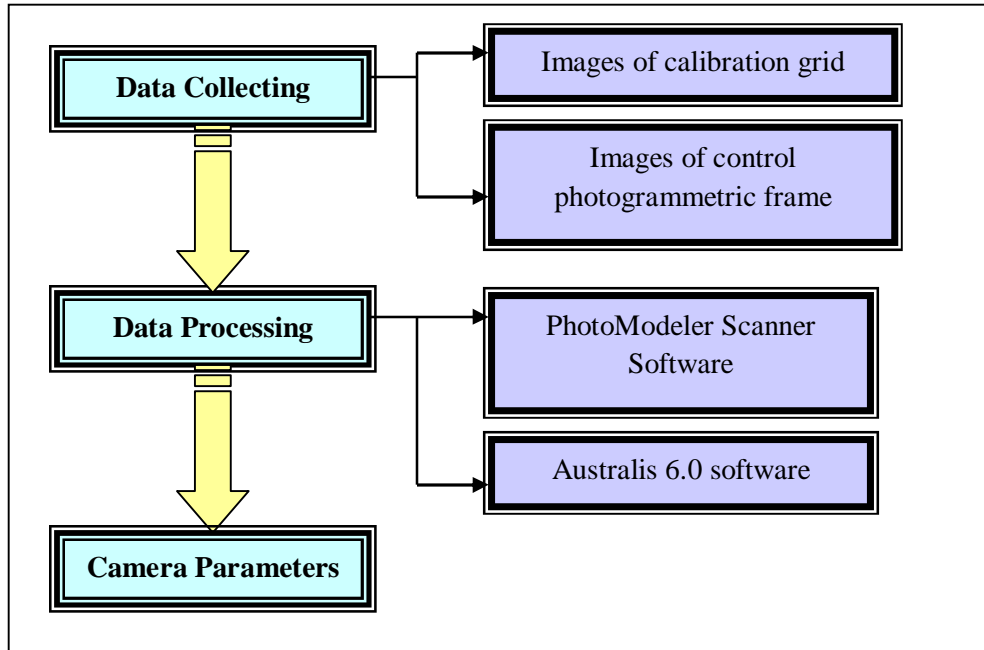 Data Collecting
Images of calibration grid
Images of control
photogrammetric frame
Data Processing
PhotoModeler Scanner
Software
Australis 6.0 software
Camera Parameters